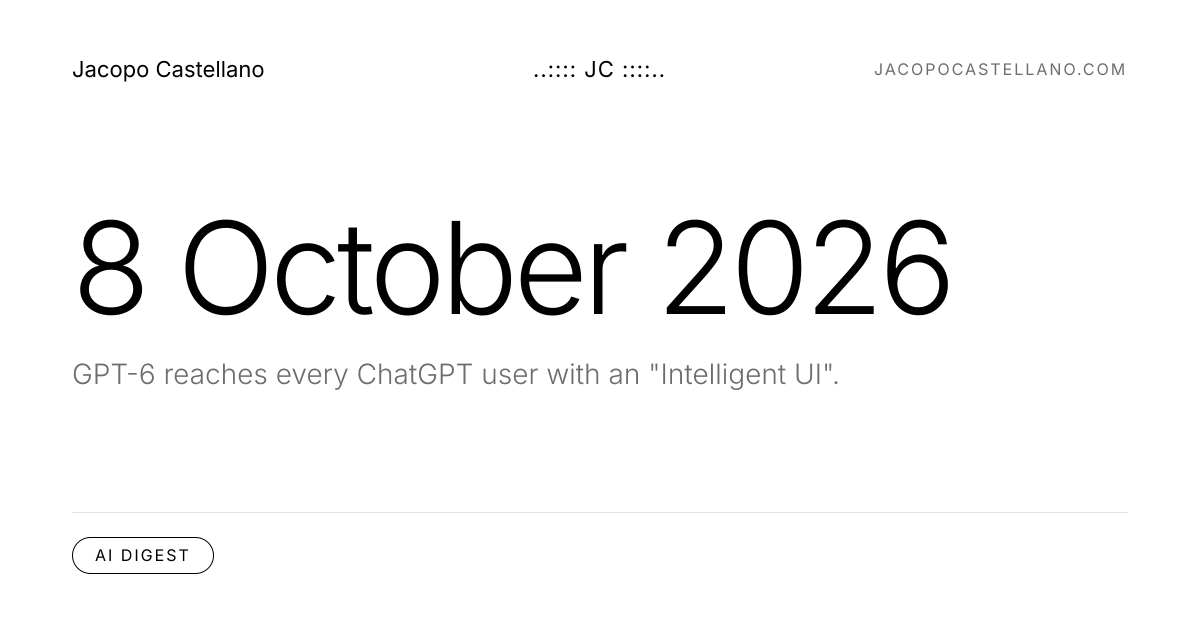 Jacopo Castellano
..:::: JC ::::..
JACOPOCASTELLANO.COM
8 October 2026
GPT-6 reaches every ChatGPT user with an "Intelligent UI".
AI DIGEST